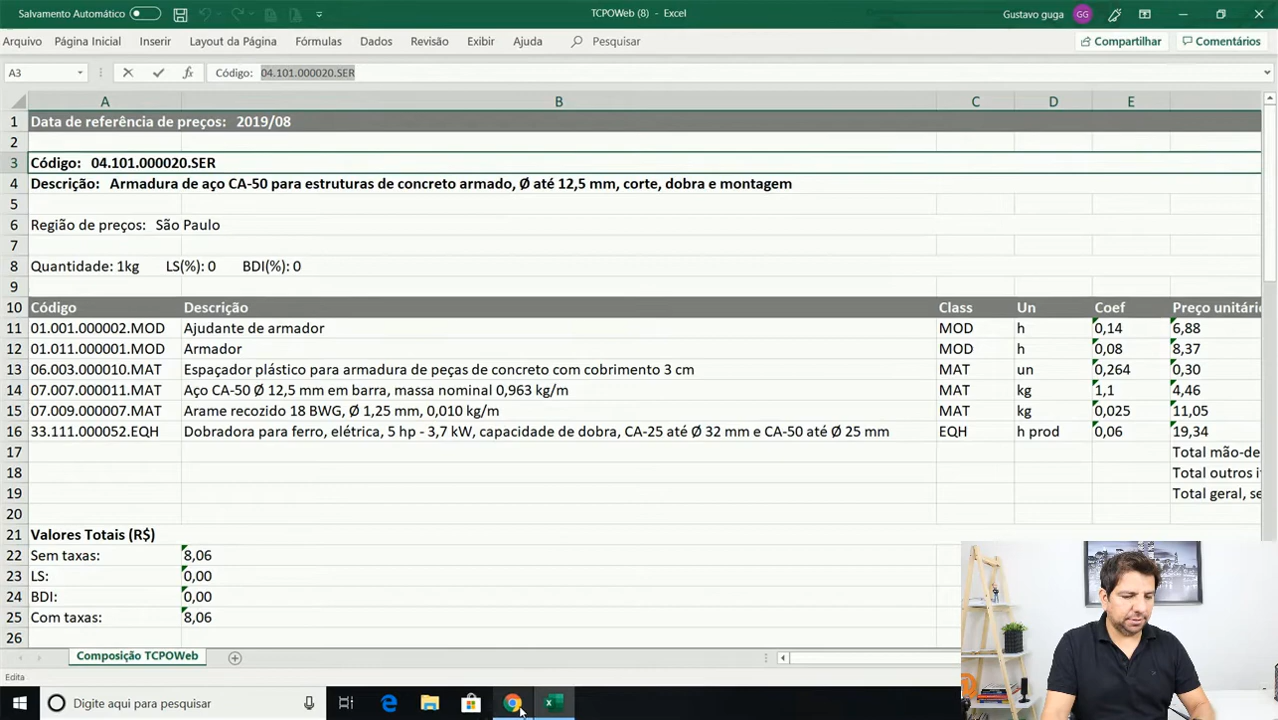 Salvamento Automático
TCPOWeb (8) - Excel
Gustavo guga
GG
Arquivo Página Inicial Inserir Layout da Página Fórmulas Dados Revisão Exibir Ajuda Pesquisar Compartilhar Comentários
A3 fx Código: 04.101.000020.SER
A B C D E
1 Data de referência de preços: 2019/08
2
3 Código: 04.101.000020.SER
4 Descrição: Armadura de aço CA-50 para estruturas de concreto armado, Ø até 12,5 mm, corte, dobra e montagem
5
6 Região de preços: São Paulo
7
8 Quantidade: 1kg LS(%): 0 BDI(%): 0
9
10 Código Descrição Class Un Coef Preço unitári
11 01.001.000002.MOD Ajudante de armador MOD h 0,14 6,88
12 01.011.000001.MOD Armador MOD h 0,08 8,37
13 06.003.000010.MAT Espaçador plástico para armadura de peças de concreto com cobrimento 3 cm MAT un 0,264 0,30
14 07.007.000011.MAT Aço CA-50 Ø 12,5 mm em barra, massa nominal 0,963 kg/m MAT kg 1,1 4,46
15 07.009.000007.MAT Arame recozido 18 BWG, Ø 1,25 mm, 0,010 kg/m MAT kg 0,025 11,05
16 33.111.000052.EQH Dobradora para ferro, elétrica, 5 hp - 3,7 kW, capacidade de dobra, CA-25 até Ø 32 mm e CA-50 até Ø 25 mm EQH h prod 0,06 19,34
17 Total mão-de
18 Total outros i
19 Total geral, se
20
21 Valores Totais (R$)
22 Sem taxas: 8,06
23 LS: 0,00
24 BDI: 0,00
25 Com taxas: 8,06
26
Composição TCPOWeb
Edita
Digite aqui para pesquisar